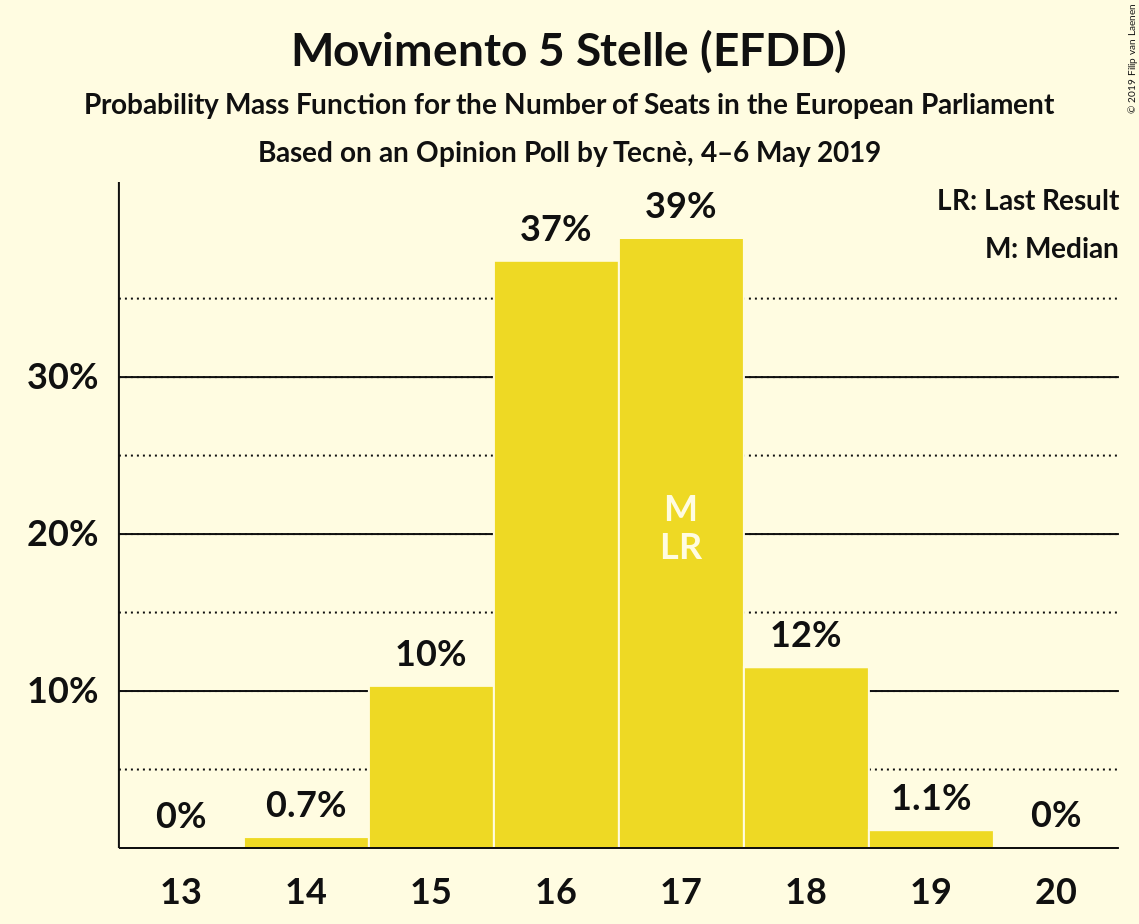 Movimento 5 Stelle (EFDD)
Probability Mass Function for the Number of Seats in the European Parliament
Based on an Opinion Poll by Tecnè, 4–6 May 2019
© 2019 Filip van Laenen
LR: Last Result
M: Median
39%
37%
30%
M
20%
LR
12%
10%
10%
1.1%
0.7%
0%
0%
13 14 15 16 17 18 19 20